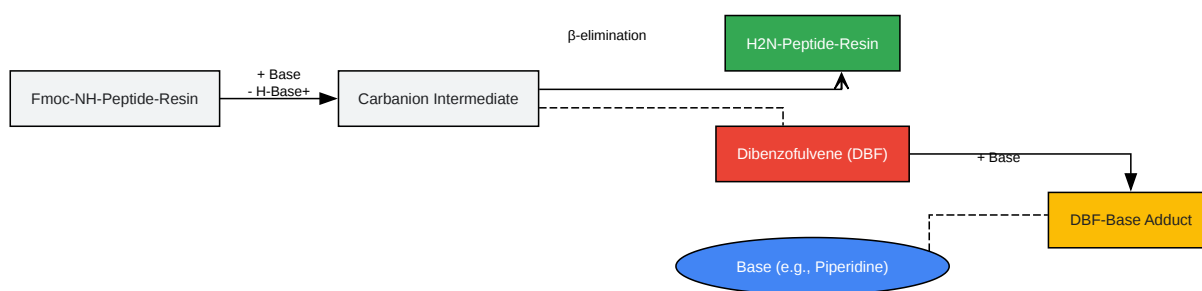 β-elimination
H2N-Peptide-Resin
+ Base
- H-Base+
Fmoc-NH-Peptide-Resin
Carbanion Intermediate
Dibenzofulvene (DBF)
+ Base
DBF-Base Adduct
Base (e.g., Piperidine)